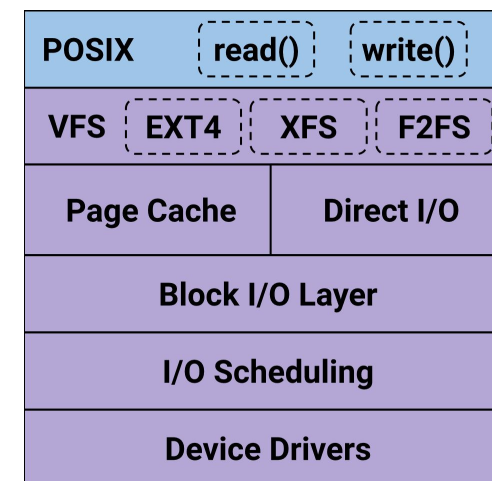 POSIX read() write()
VFS EXT4 XFS F2FS
Page Cache Direct I/O
Block I/O Layer
I/O Scheduling
Device Drivers